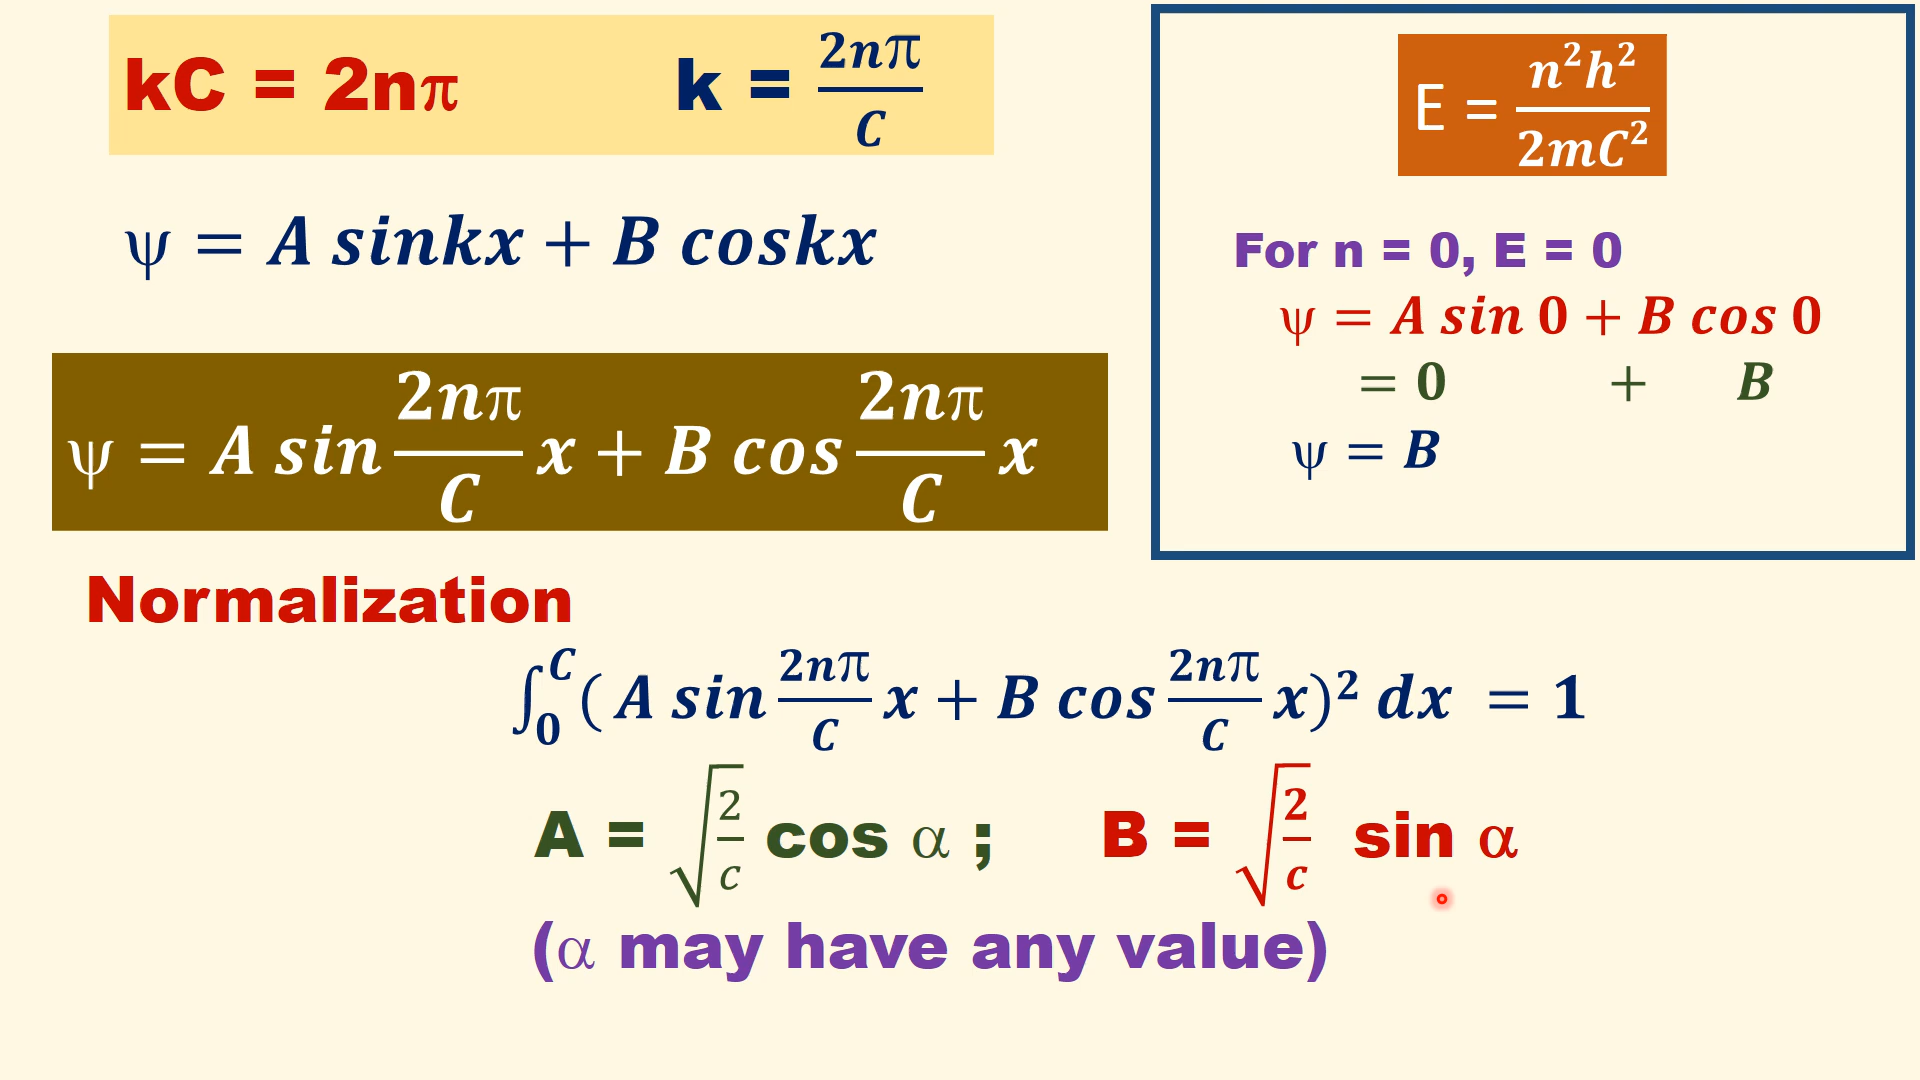 kC = 2nπ k = 2nπ/C
ψ = A sinkx + B coskx
ψ = A sin 2nπ/C x + B cos 2nπ/C x
E = n²h²/2mC²
For n = 0, E = 0
ψ = A sin 0 + B cos 0
= 0 + B
ψ = B
Normalization
∫₀ᶜ( A sin 2nπ/C x + B cos 2nπ/C x)² dx = 1
A = √(2/c) cos α ; B = √(2/c) sin α
(α may have any value)